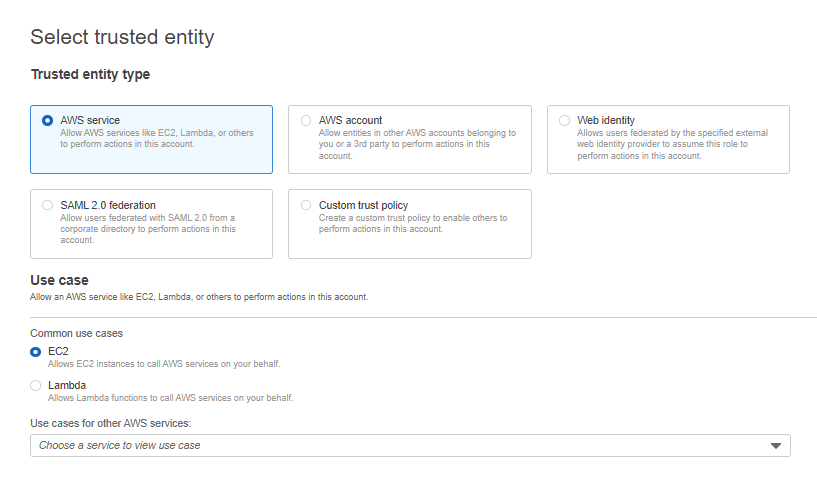 Select trusted entity
Trusted entity type
AWS service
Allow AWS services like EC2, Lambda, or others
to perform actions in this account.
AWS account
Allow entities in other AWS accounts belonging to
you or a 3rd party to perform actions in this
account.
Web identity
Allows users federated by the specified external
web identity provider to assume this role to
perform actions in this account.
SAML 2.0 federation
Allow users federated with SAML 2.0 from a
corporate directory to perform actions in this
account.
Custom trust policy
Create a custom trust policy to enable others to
perform actions in this account.
Use case
Allow an AWS service like EC2, Lambda, or others to perform actions in this account.
Common use cases
EC2
Allows EC2 instances to call AWS services on your behalf.
Lambda
Allows Lambda functions to call AWS services on your behalf.
Use cases for other AWS services:
Choose a service to view use case